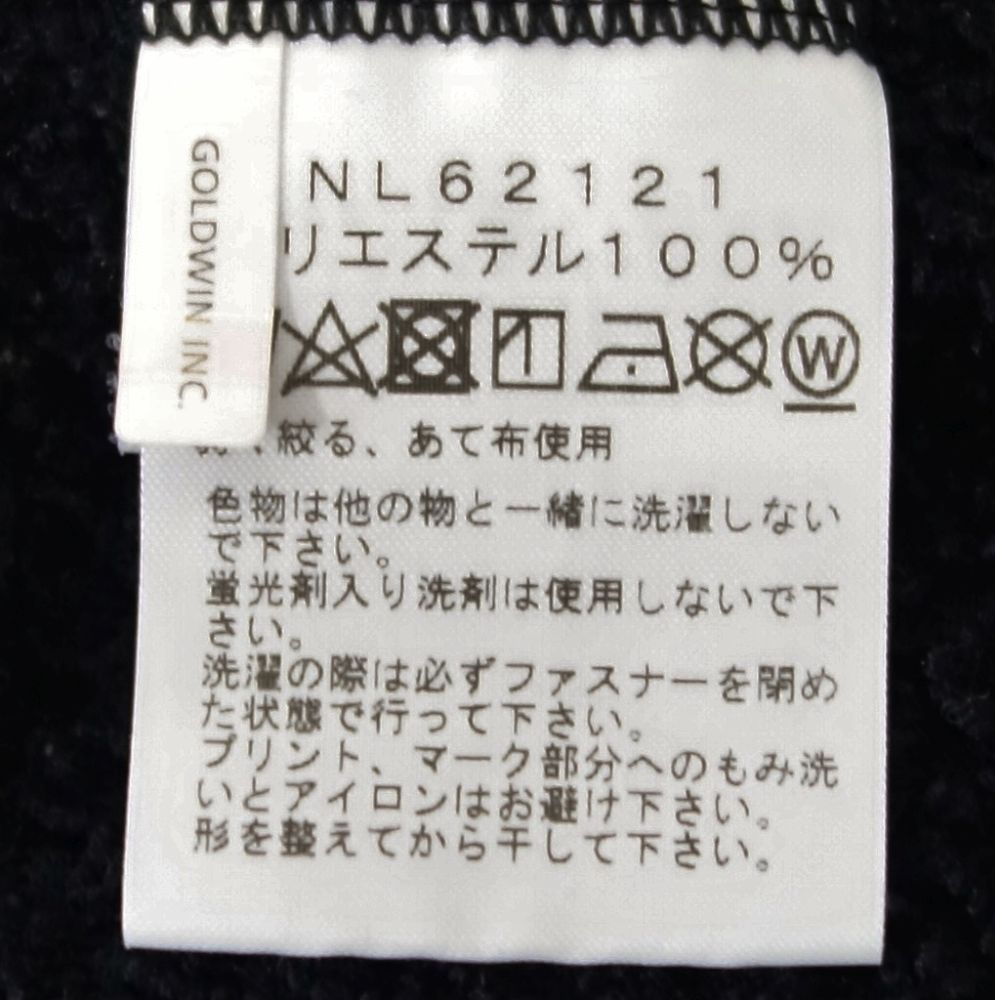 GOLDWIN INC.
NL62121
リエステル100%
W
絞る、あて布使用
色物は他の物と一緒に洗濯しない
で下さい。
蛍光剤入り洗剤は使用しないで下
さい。
洗濯の際は必ずファスナーを閉め
た状態で行って下さい。
プリント、マーク部分へのもみ洗
いとアイロンはお避け下さい。
形を整えてから干して下さい。